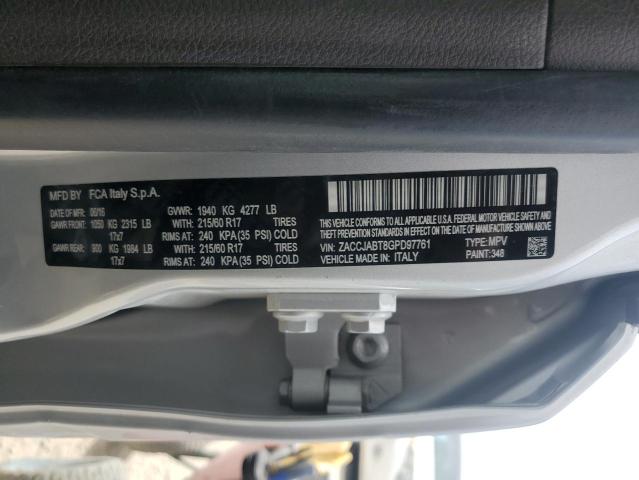 MFD BY FCA Italy S.p.A.
DATE OF MFR: 06/16 GVWR: 1940 KG 4277 LB
GAWR FRONT: 1050 KG 2315 LB WITH: 215/60 R17 TIRES
17x7 RIMS AT: 240 KPA (35 PSI) COLD
GAWR REAR: 900 KG 1984 LB WITH: 215/60 R17 TIRES
17x7 RIMS AT: 240 KPA (35 PSI) COLD
THIS VEHICLE CONFORMS TO ALL APPLICABLE U.S.A. FEDERAL MOTOR VEHICLE SAFETY, BUMPER, AND
THEFT PREVENTION STANDARDS IN EFFECT ON THE DATE OF MANUFACTURE SHOWN ABOVE.
VIN: ZACCJABT8GPD97761 TYPE: MPV
VEHICLE MADE IN: ITALY PAINT: 348